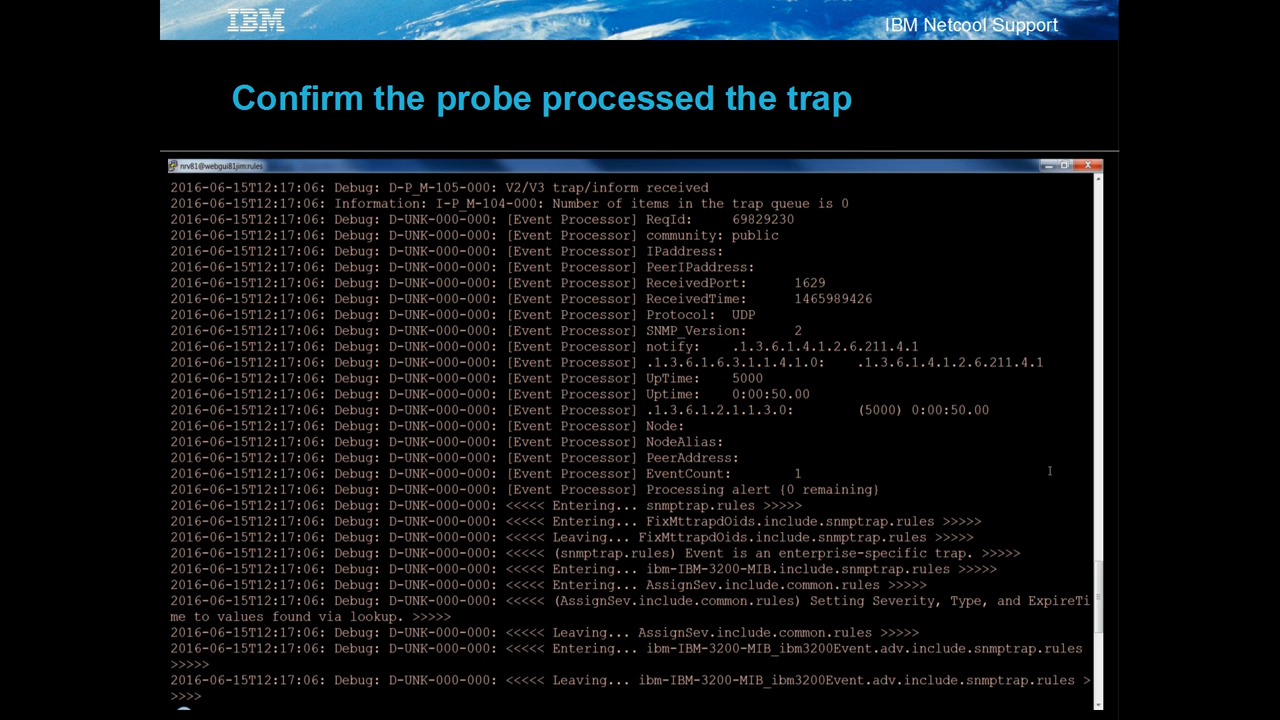 IBM
IBM Netcool Support
Confirm the probe processed the trap
nrv81@webgui81jim:rules
2016-06-15T12:17:06: Debug: D-P_M-105-000: V2/V3 trap/inform received
2016-06-15T12:17:06: Information: I-P_M-104-000: Number of items in the trap queue is 0
2016-06-15T12:17:06: Debug: D-UNK-000-000: [Event Processor] ReqId: 69829230
2016-06-15T12:17:06: Debug: D-UNK-000-000: [Event Processor] community: public
2016-06-15T12:17:06: Debug: D-UNK-000-000: [Event Processor] IPaddress:
2016-06-15T12:17:06: Debug: D-UNK-000-000: [Event Processor] PeerIPaddress:
2016-06-15T12:17:06: Debug: D-UNK-000-000: [Event Processor] ReceivedPort: 1629
2016-06-15T12:17:06: Debug: D-UNK-000-000: [Event Processor] ReceivedTime: 1465989426
2016-06-15T12:17:06: Debug: D-UNK-000-000: [Event Processor] Protocol: UDP
2016-06-15T12:17:06: Debug: D-UNK-000-000: [Event Processor] SNMP_Version: 2
2016-06-15T12:17:06: Debug: D-UNK-000-000: [Event Processor] notify: .1.3.6.1.4.1.2.6.211.4.1
2016-06-15T12:17:06: Debug: D-UNK-000-000: [Event Processor] .1.3.6.1.6.3.1.1.4.1.0: .1.3.6.1.4.1.2.6.211.4.1
2016-06-15T12:17:06: Debug: D-UNK-000-000: [Event Processor] UpTime: 5000
2016-06-15T12:17:06: Debug: D-UNK-000-000: [Event Processor] Uptime: 0:00:50.00
2016-06-15T12:17:06: Debug: D-UNK-000-000: [Event Processor] .1.3.6.1.2.1.1.3.0: (5000) 0:00:50.00
2016-06-15T12:17:06: Debug: D-UNK-000-000: [Event Processor] Node:
2016-06-15T12:17:06: Debug: D-UNK-000-000: [Event Processor] NodeAlias:
2016-06-15T12:17:06: Debug: D-UNK-000-000: [Event Processor] PeerAddress:
2016-06-15T12:17:06: Debug: D-UNK-000-000: [Event Processor] EventCount: 1
2016-06-15T12:17:06: Debug: D-UNK-000-000: [Event Processor] Processing alert {0 remaining}
2016-06-15T12:17:06: Debug: D-UNK-000-000: <<<<< Entering... snmptrap.rules >>>>>
2016-06-15T12:17:06: Debug: D-UNK-000-000: <<<<< Entering... FixMttrapdOids.include.snmptrap.rules >>>>>
2016-06-15T12:17:06: Debug: D-UNK-000-000: <<<<< Leaving... FixMttrapdOids.include.snmptrap.rules >>>>>
2016-06-15T12:17:06: Debug: D-UNK-000-000: <<<<< (snmptrap.rules) Event is an enterprise-specific trap. >>>>>
2016-06-15T12:17:06: Debug: D-UNK-000-000: <<<<< Entering... ibm-IBM-3200-MIB.include.snmptrap.rules >>>>>
2016-06-15T12:17:06: Debug: D-UNK-000-000: <<<<< Entering... AssignSev.include.common.rules >>>>>
2016-06-15T12:17:06: Debug: D-UNK-000-000: <<<<< (AssignSev.include.common.rules) Setting Severity, Type, and ExpireTi
me to values found via lookup. >>>>>
2016-06-15T12:17:06: Debug: D-UNK-000-000: <<<<< Leaving... AssignSev.include.common.rules >>>>>
2016-06-15T12:17:06: Debug: D-UNK-000-000: <<<<< Entering... ibm-IBM-3200-MIB_ibm3200Event.adv.include.snmptrap.rules
>>>>>
2016-06-15T12:17:06: Debug: D-UNK-000-000: <<<<< Leaving... ibm-IBM-3200-MIB_ibm3200Event.adv.include.snmptrap.rules >
>>>>